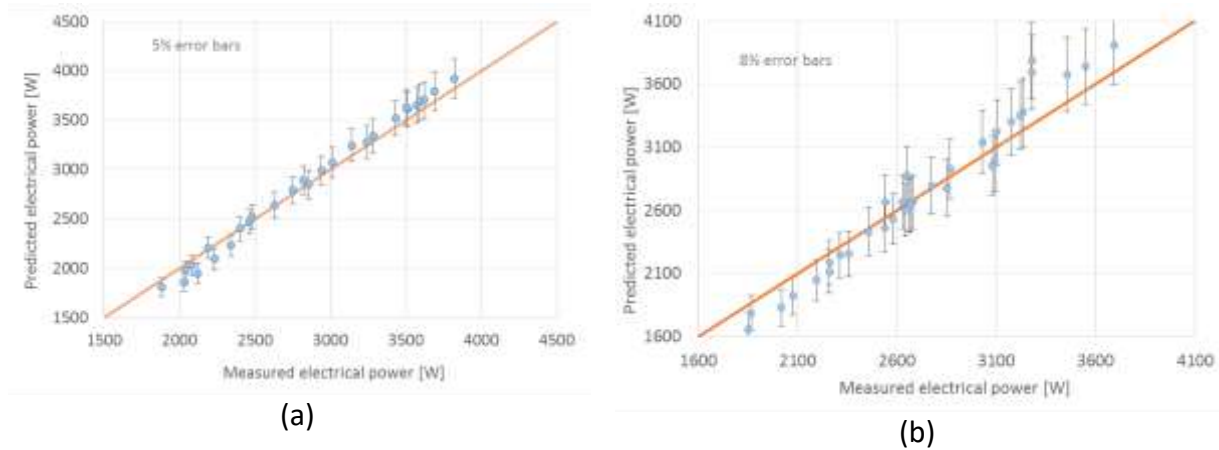 4500
5% error bars
4000
3500
3000
2500
2000
1500
Predicted electrical power [W]
1500 2000 2500 3000 3500 4000 4500
Measured electrical power [W]
(a)
4100
8% error bars
3600
3100
2600
2100
1600
Predicted electrical power [W]
1600 2100 2600 3100 3600 4100
Measured electrical power [W]
(b)